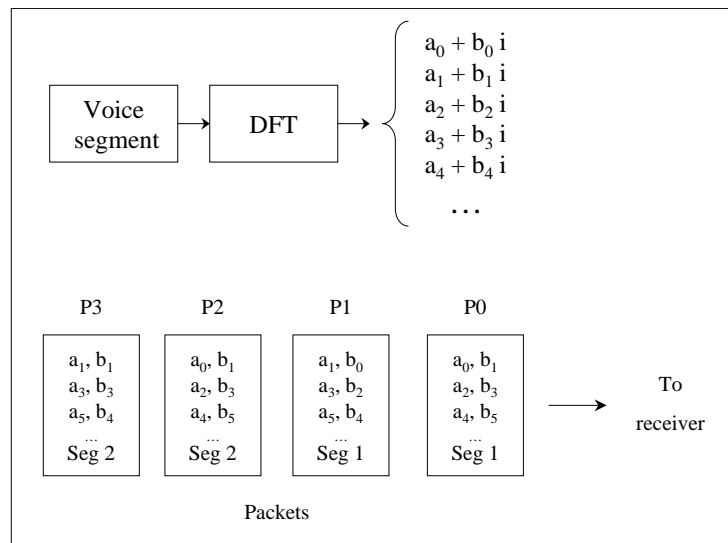 Voice segment
DFT
a₀ + b₀ i
a₁ + b₁ i
a₂ + b₂ i
a₃ + b₃ i
a₄ + b₄ i
...
P3
P2
P1
P0
a₁, b₁
a₃, b₃
a₅, b₄
...
Seg 2
a₀, b₁
a₂, b₃
a₄, b₅
...
Seg 2
a₁, b₀
a₃, b₂
a₅, b₄
...
Seg 1
a₀, b₁
a₂, b₃
a₄, b₅
...
Seg 1
To
receiver
Packets